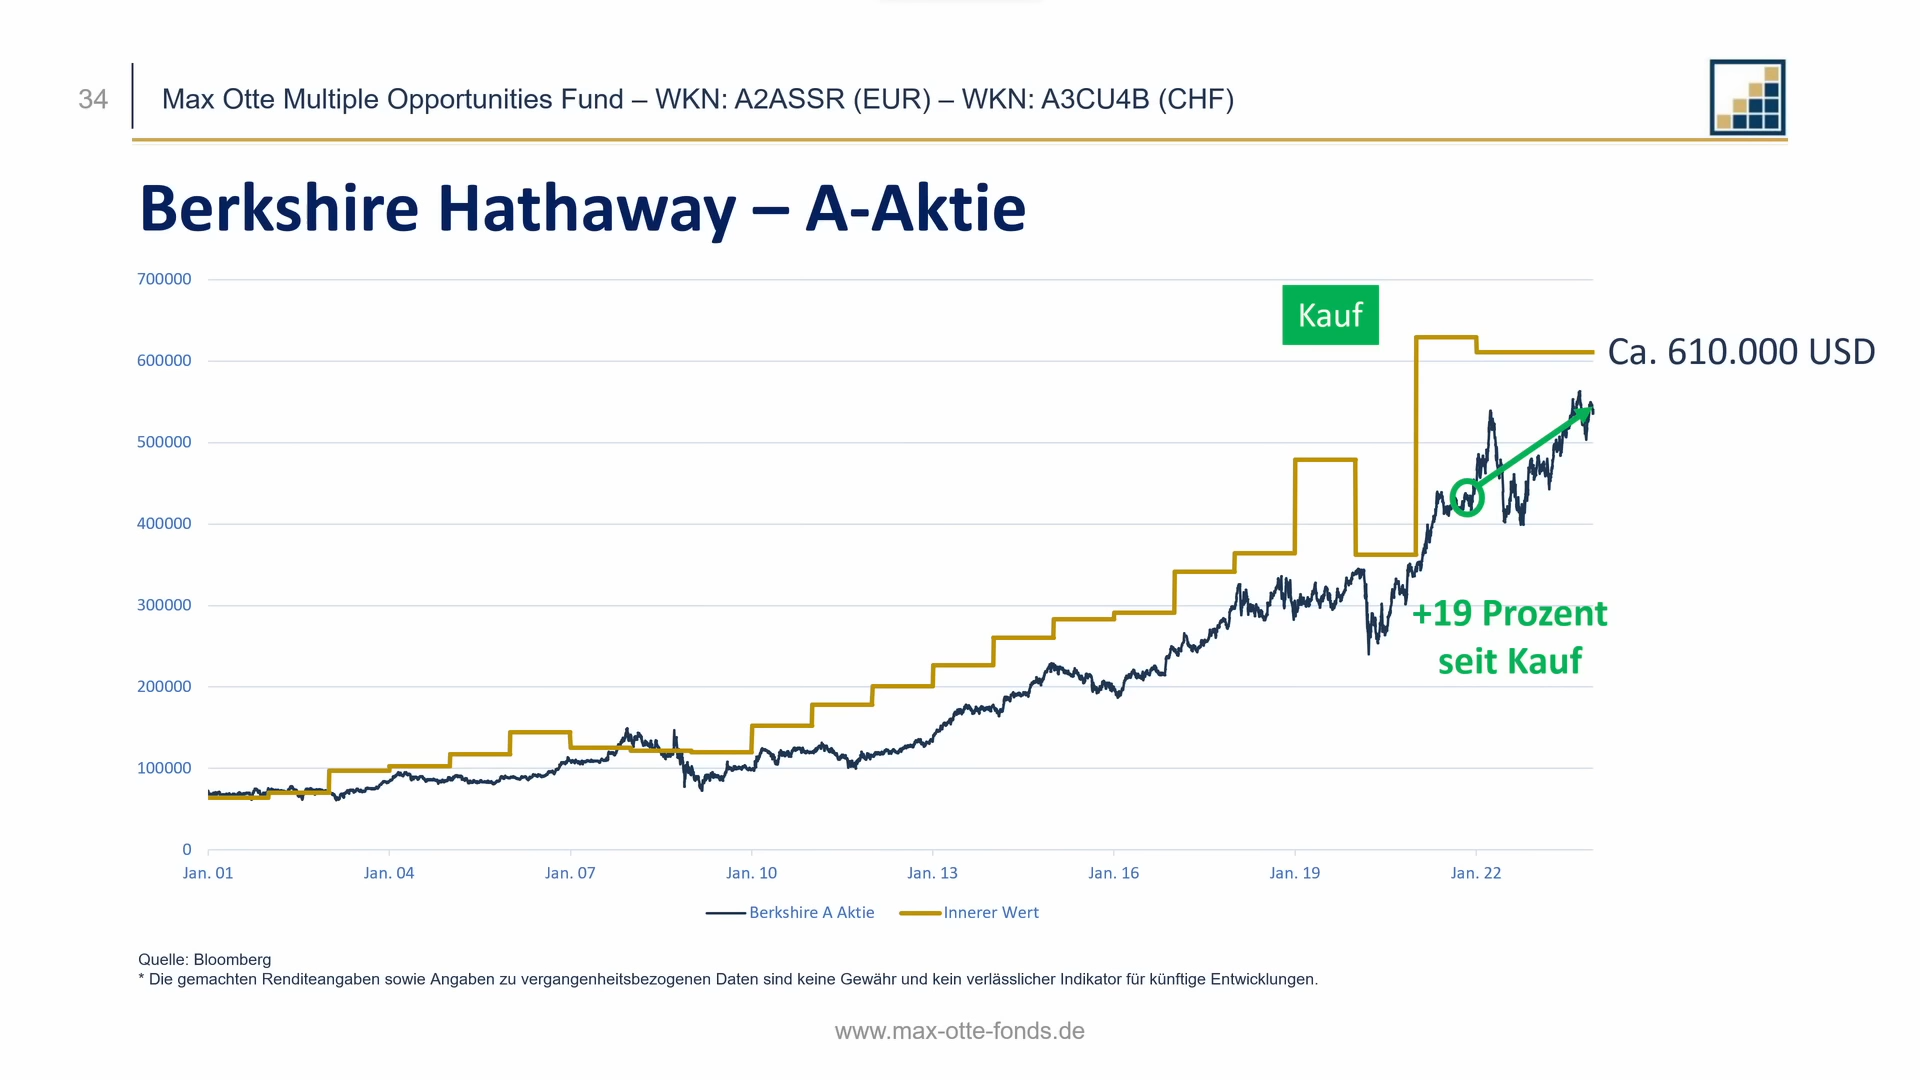 34
Max Otte Multiple Opportunities Fund – WKN: A2ASSR (EUR) – WKN: A3CU4B (CHF)
Berkshire Hathaway – A-Aktie
700000
600000
500000
400000
300000
200000
100000
0
Kauf
Ca. 610.000 USD
+19 Prozent
seit Kauf
Jan. 01 Jan. 04 Jan. 07 Jan. 10 Jan. 13 Jan. 16 Jan. 19 Jan. 22
Berkshire A Aktie Innerer Wert
Quelle: Bloomberg
* Die gemachten Renditeangaben sowie Angaben zu vergangenheitsbezogenen Daten sind keine Gewähr und kein verlässlicher Indikator für künftige Entwicklungen.
www.max-otte-fonds.de